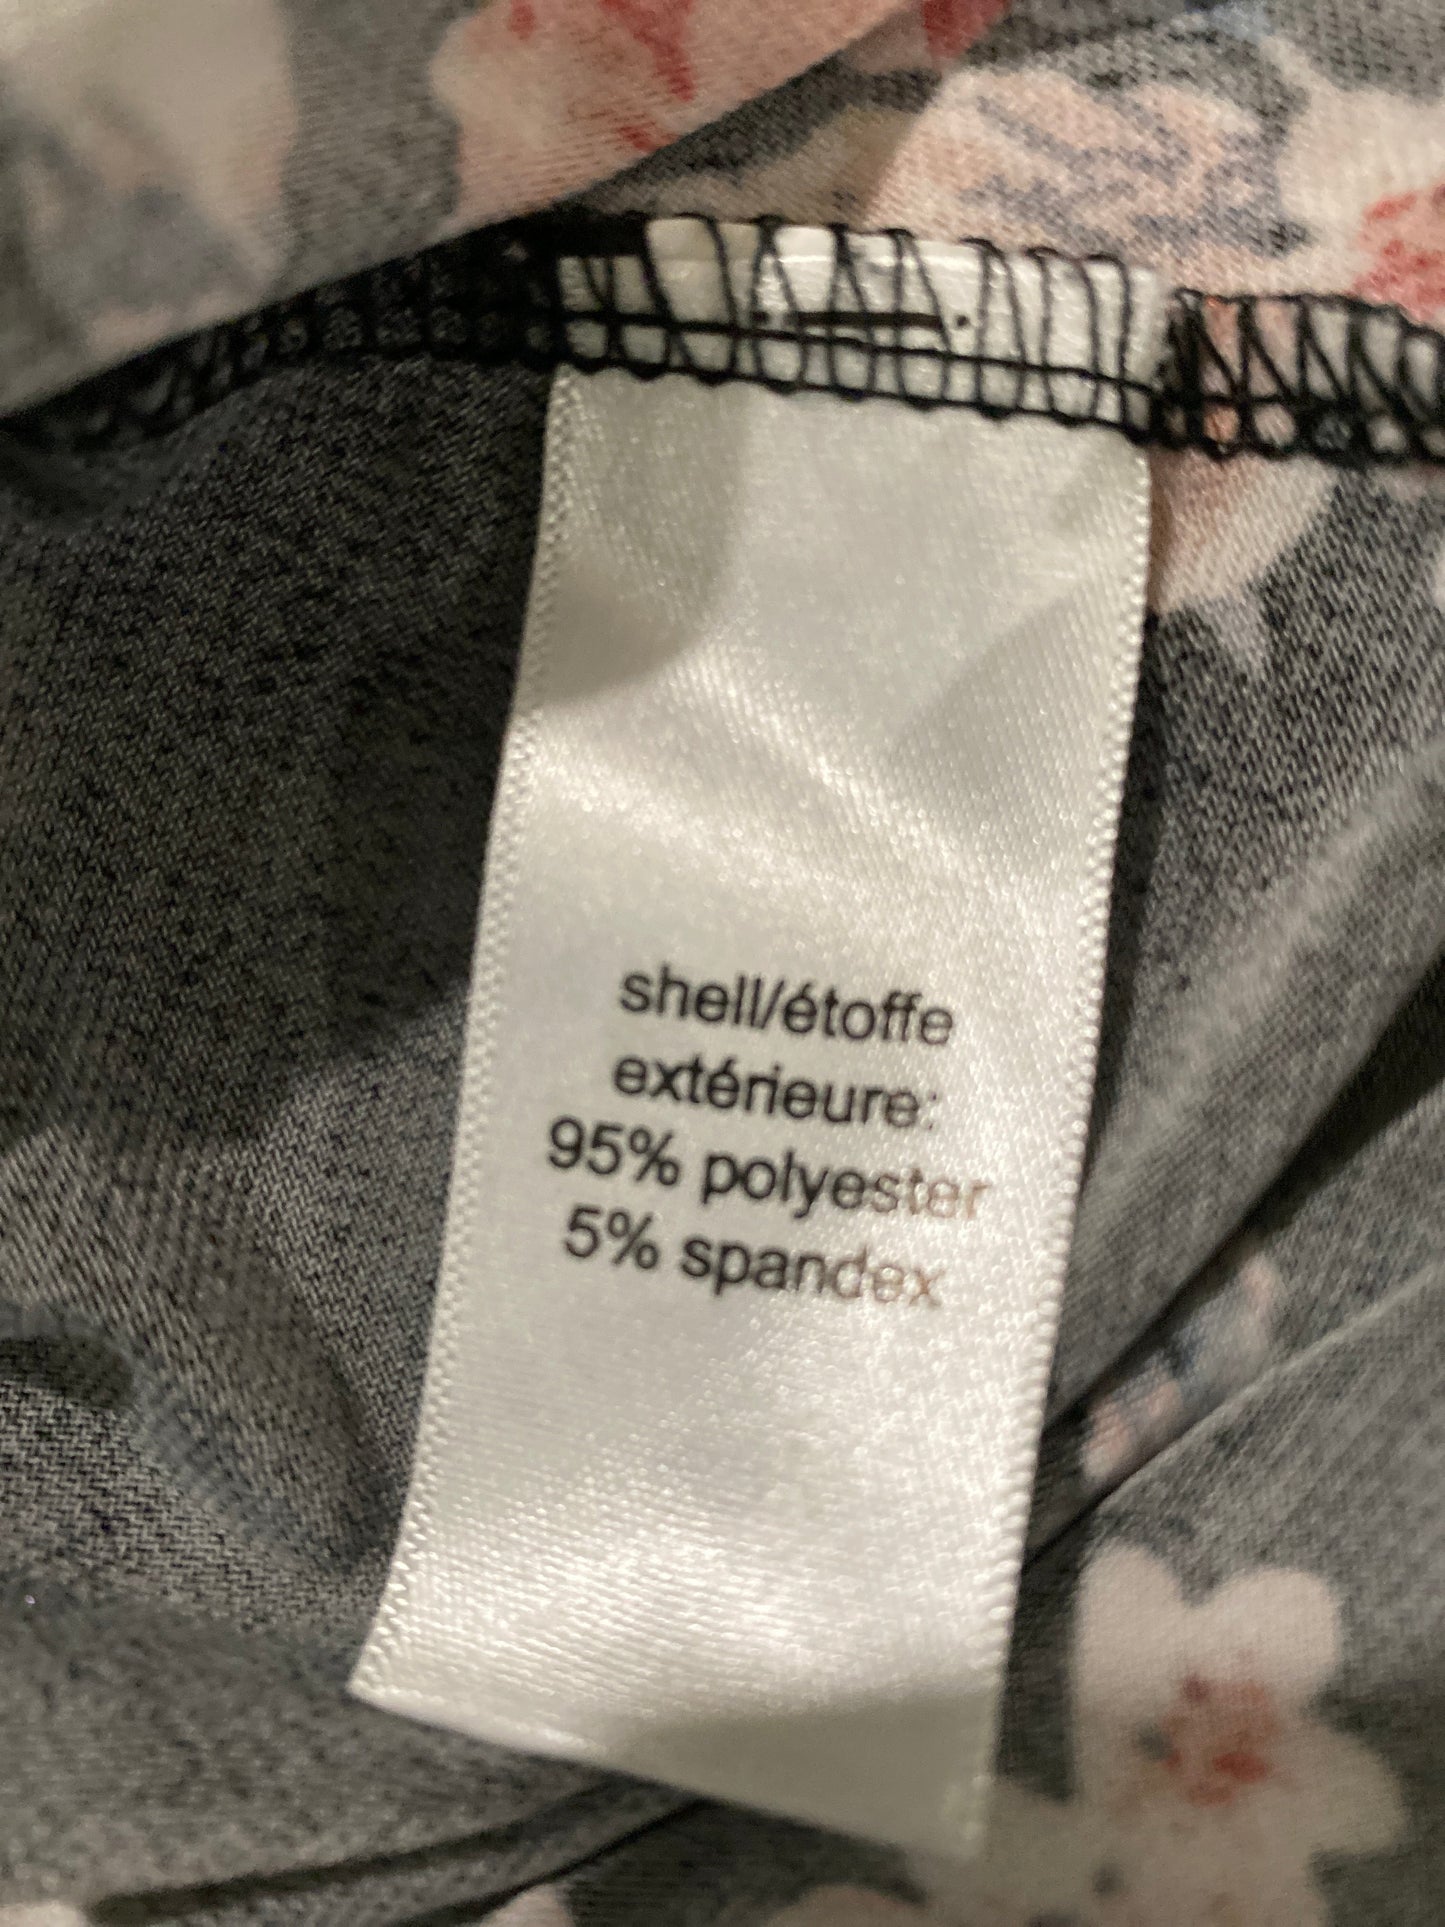 shell/étoffe
extérieure:
95% polyester
5% spandex